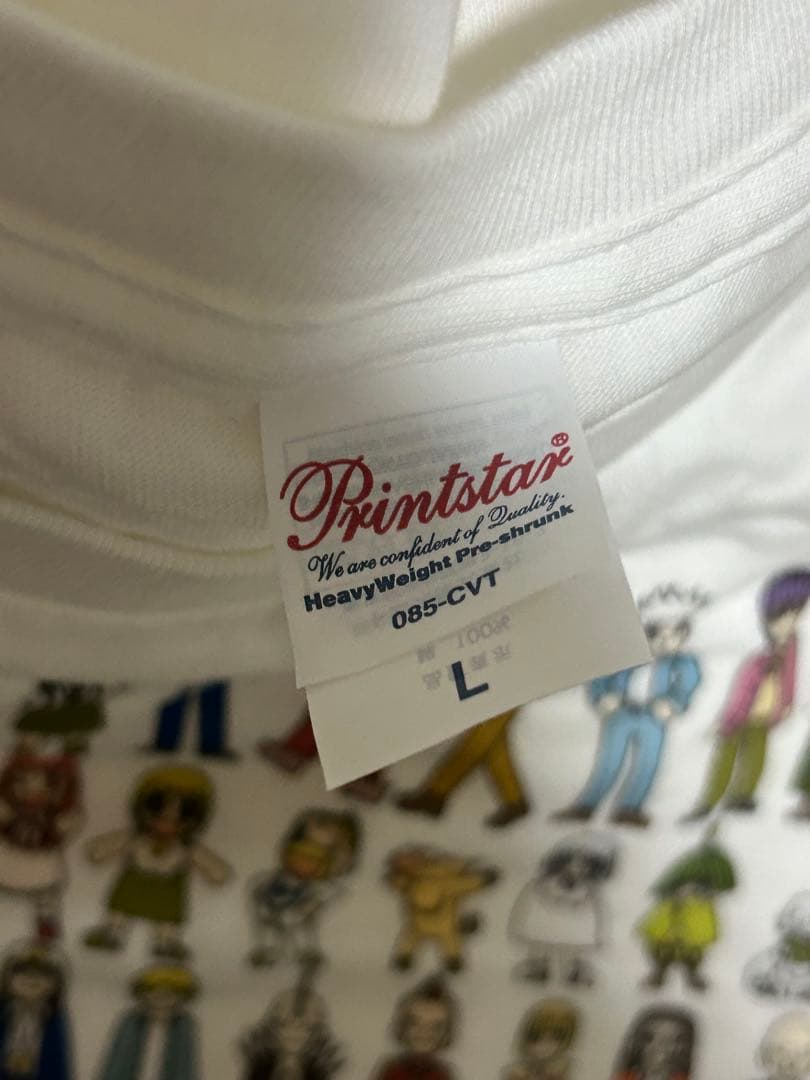 Printstar®
We are confident of Quality.
HeavyWeight Pre-shrunk
085-CVT
L